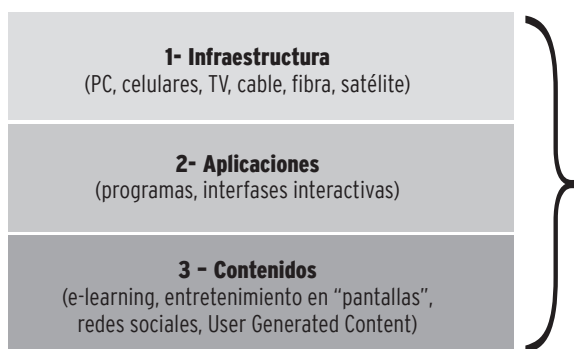 1- Infraestructura
(PC, celulares, TV, cable, fibra, satélite)
2- Aplicaciones
(programas, interfases interactivas)
3 – Contenidos
(e-learning, entretenimiento en “pantallas”,
redes sociales, User Generated Content)